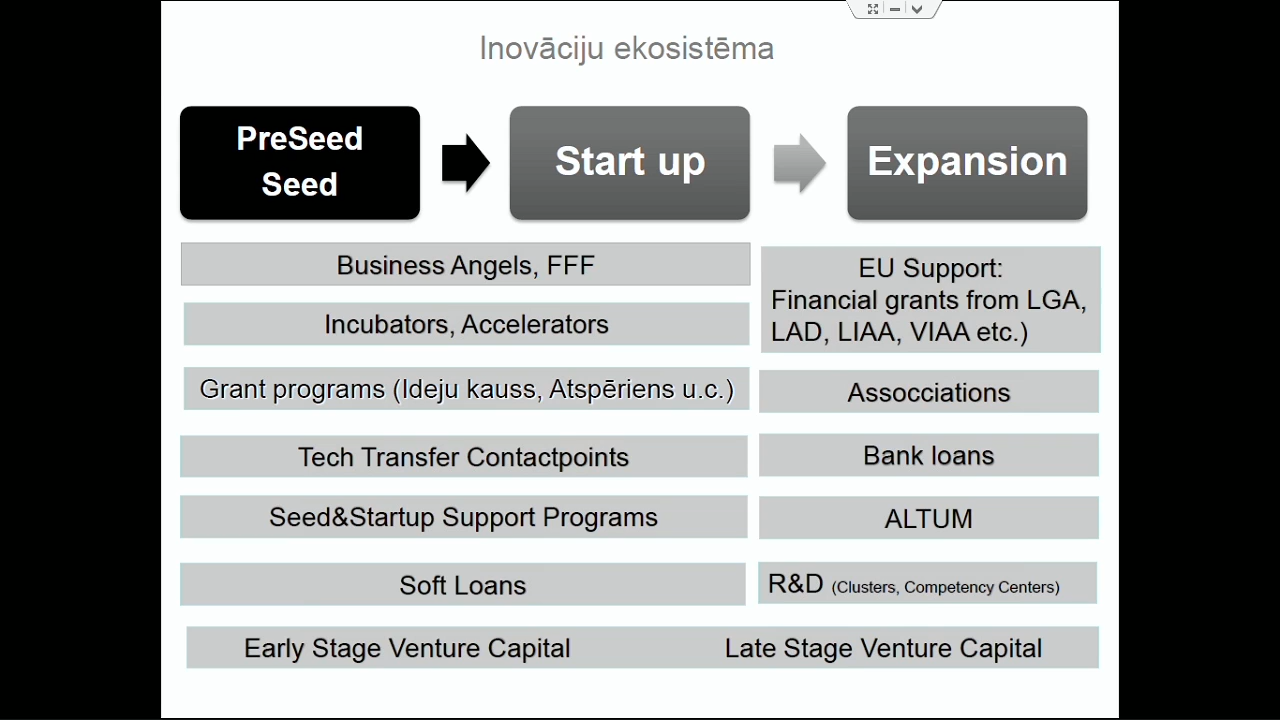 Inovāciju ekosistēma
PreSeed
Seed
Start up
Expansion
Business Angels, FFF
Incubators, Accelerators
Grant programs (Ideju kauss, Atspēriens u.c.)
Tech Transfer Contactpoints
Seed&Startup Support Programs
Soft Loans
EU Support:
Financial grants from LGA,
LAD, LIAA, VIAA etc.)
Assocciations
Bank loans
ALTUM
R&D (Clusters, Competency Centers)
Early Stage Venture Capital
Late Stage Venture Capital